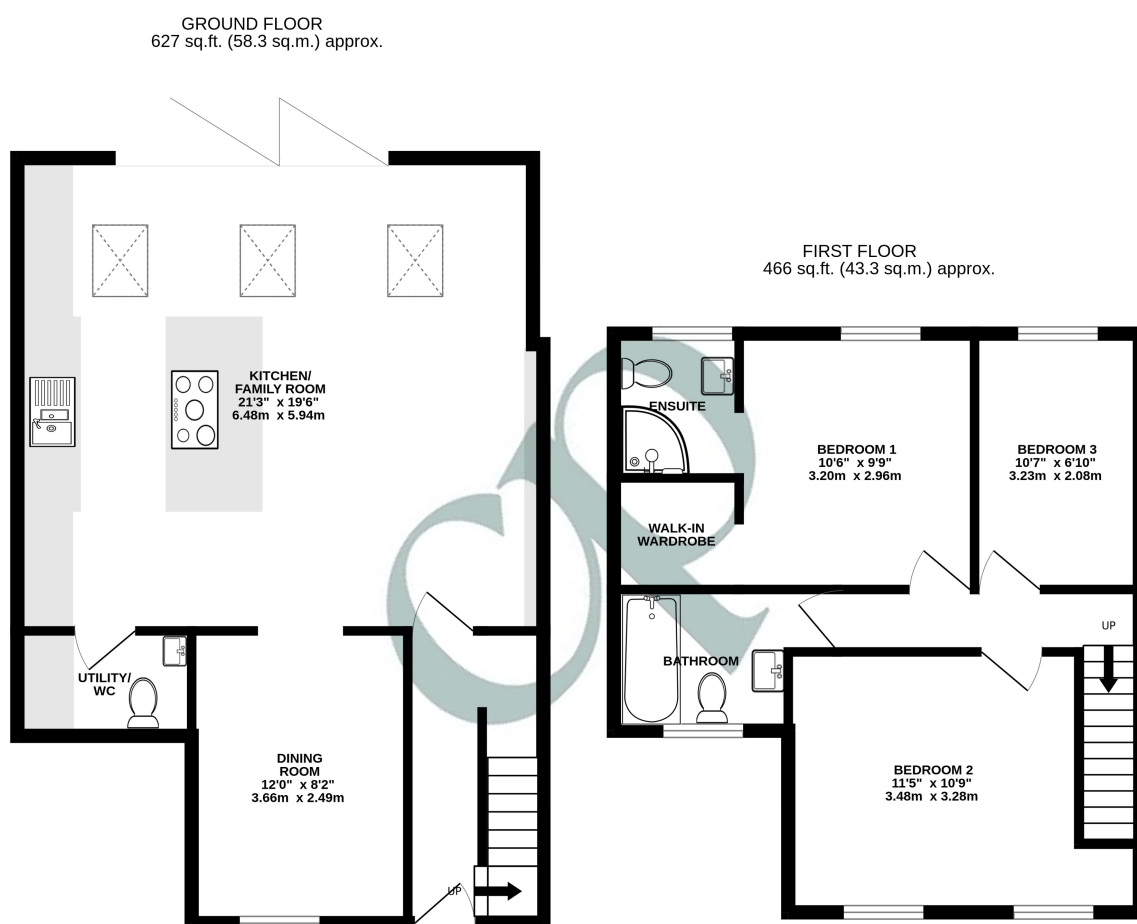 GROUND FLOOR
627 sq.ft. (58.3 sq.m.) approx.
KITCHEN/
FAMILY ROOM
21'3" x 19'6"
6.48m x 5.94m
UTILITY/
WC
DINING
ROOM
12'0" x 8'2"
3.66m x 2.49m
UP
FIRST FLOOR
466 sq.ft. (43.3 sq.m.) approx.
ENSUITE
BEDROOM 1
10'6" x 9'9"
3.20m x 2.96m
BEDROOM 3
10'7" x 6'10"
3.23m x 2.08m
WALK-IN
WARDROBE
UP
BATHROOM
BEDROOM 2
11'5" x 10'9"
3.48m x 3.28m